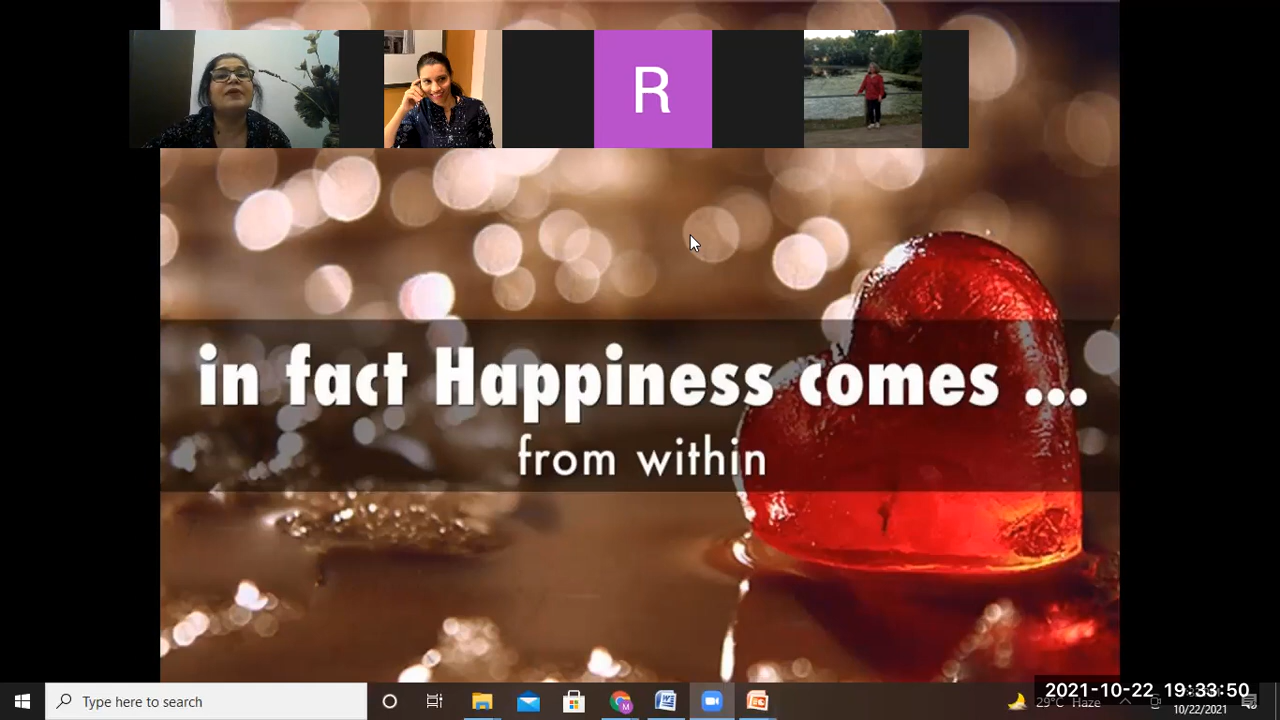 R
in fact Happiness comes ...
from within
Type here to search
29°C Haze
2021-10-22 19:33:50
10/22/2021